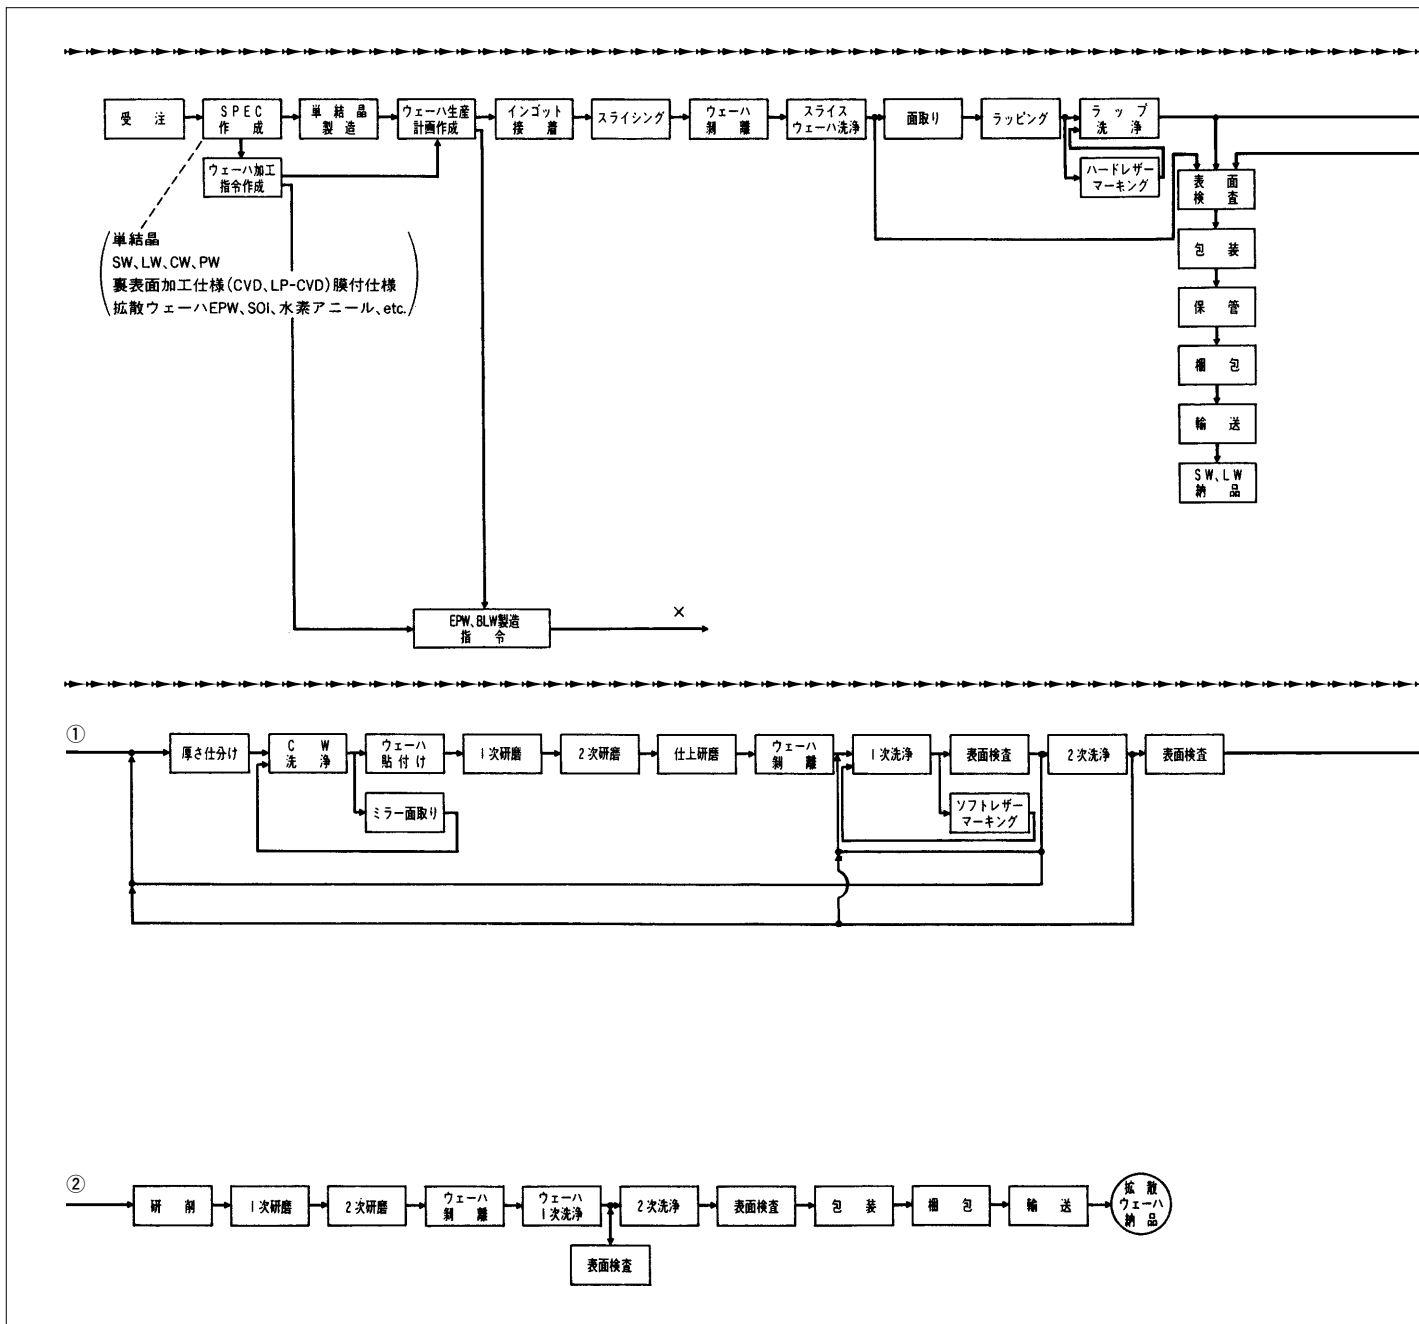 受注
SPEC
作成
単結晶
製造
ウェーハ生産
計画作成
インゴット
接着
スライシング
ウェーハ
剥離
スライス
ウェーハ洗浄
面取り
ラッピング
ラップ
洗浄
ウェーハ加工
指令作成
ハードレザー
マーキング
表面
検査
単結晶
SW、LW、CW、PW
裏表面加工仕様(CVD、LP-CVD)膜付仕様
拡散ウェーハEPW、SOi、水素アニール、etc.
包装
保管
梱包
輸送
SW、LW
納品
EPW、BLW製造
指令
×
①
厚さ仕分け
CW
洗浄
ウェーハ
貼付け
1次研磨
2次研磨
仕上研磨
ウェーハ
剥離
1次洗浄
表面検査
2次洗浄
表面検査
ミラー面取り
ソフトレザー
マーキング
②
研削
1次研磨
2次研磨
ウェーハ
剥離
ウェーハ
1次洗浄
2次洗浄
表面検査
包装
梱包
輸送
拡散
ウェーハ
納品
表面検査